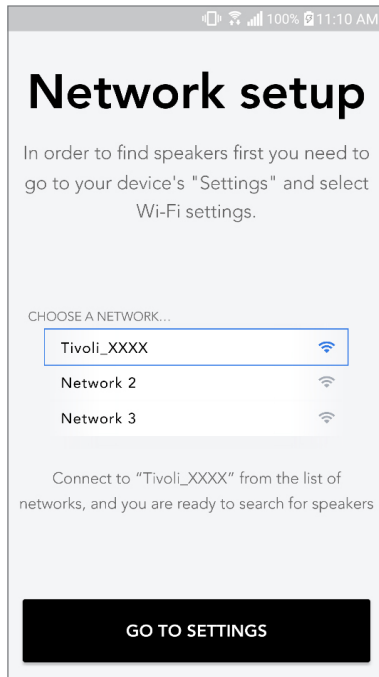 100% 11:10 AM
Network setup
In order to find speakers first you need to
go to your device's "Settings" and select
Wi-Fi settings.
CHOOSE A NETWORK...
Tivoli_XXXX
Network 2
Network 3
Connect to “Tivoli_XXXX” from the list of
networks, and you are ready to search for speakers
GO TO SETTINGS